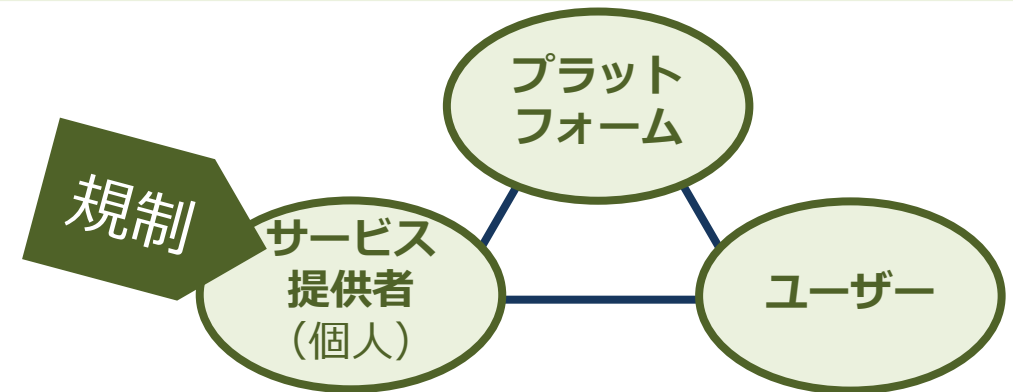 プラット
フォーム
規制
サービス
提供者
（個人）
ユーザー